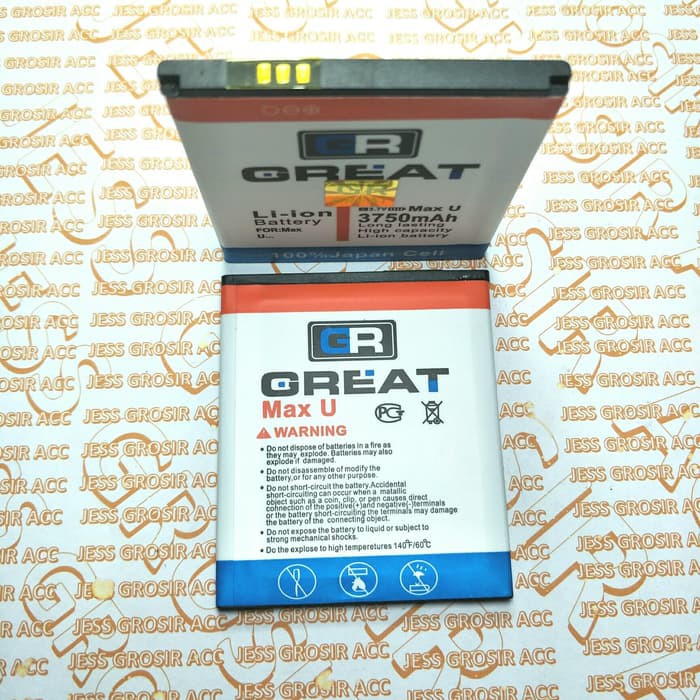 GR
GREAT
Li-ion
Battery
FOR:Max
U...
3.7V Max U
3750mAh
Long lasting
High capacity
Li-ion battery
100% Japan Cell
GR
GREAT
Max U
PCT
WARNING
• Do not dispose of batteries in a fire as
they may explode. Batteries may also
explode if damaged.
• Do not disassemble of modify the
battery,or for any other purpose.
• Do not short-circuit the battery.Accidental
short-circuiting can occur when a matallic
object such as a coin, clip, or pen causes direct
connection of the positive(+)and negative(-)terminals
or the battery short-circuiting the terminals may damage
the battery of the connecting object.
• Do not expose the battery to liquid or subject to
strong mechanical shocks.
• Do the explose to high temperetures 140°F/60°C
JESS GROSIR ACC